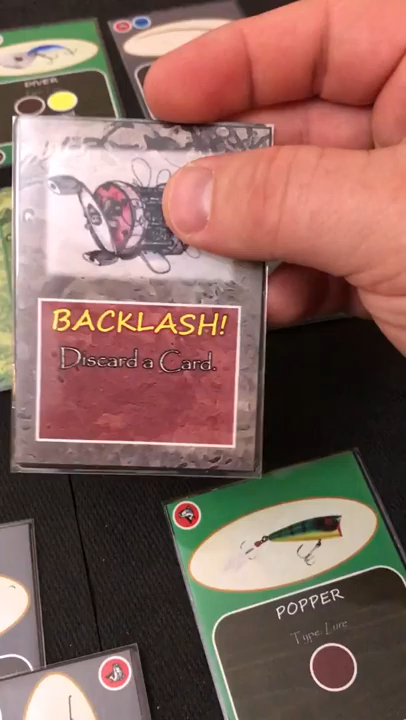 DIVER
BACKLASH!
Discard a Card.
POPPER
Type: Lure